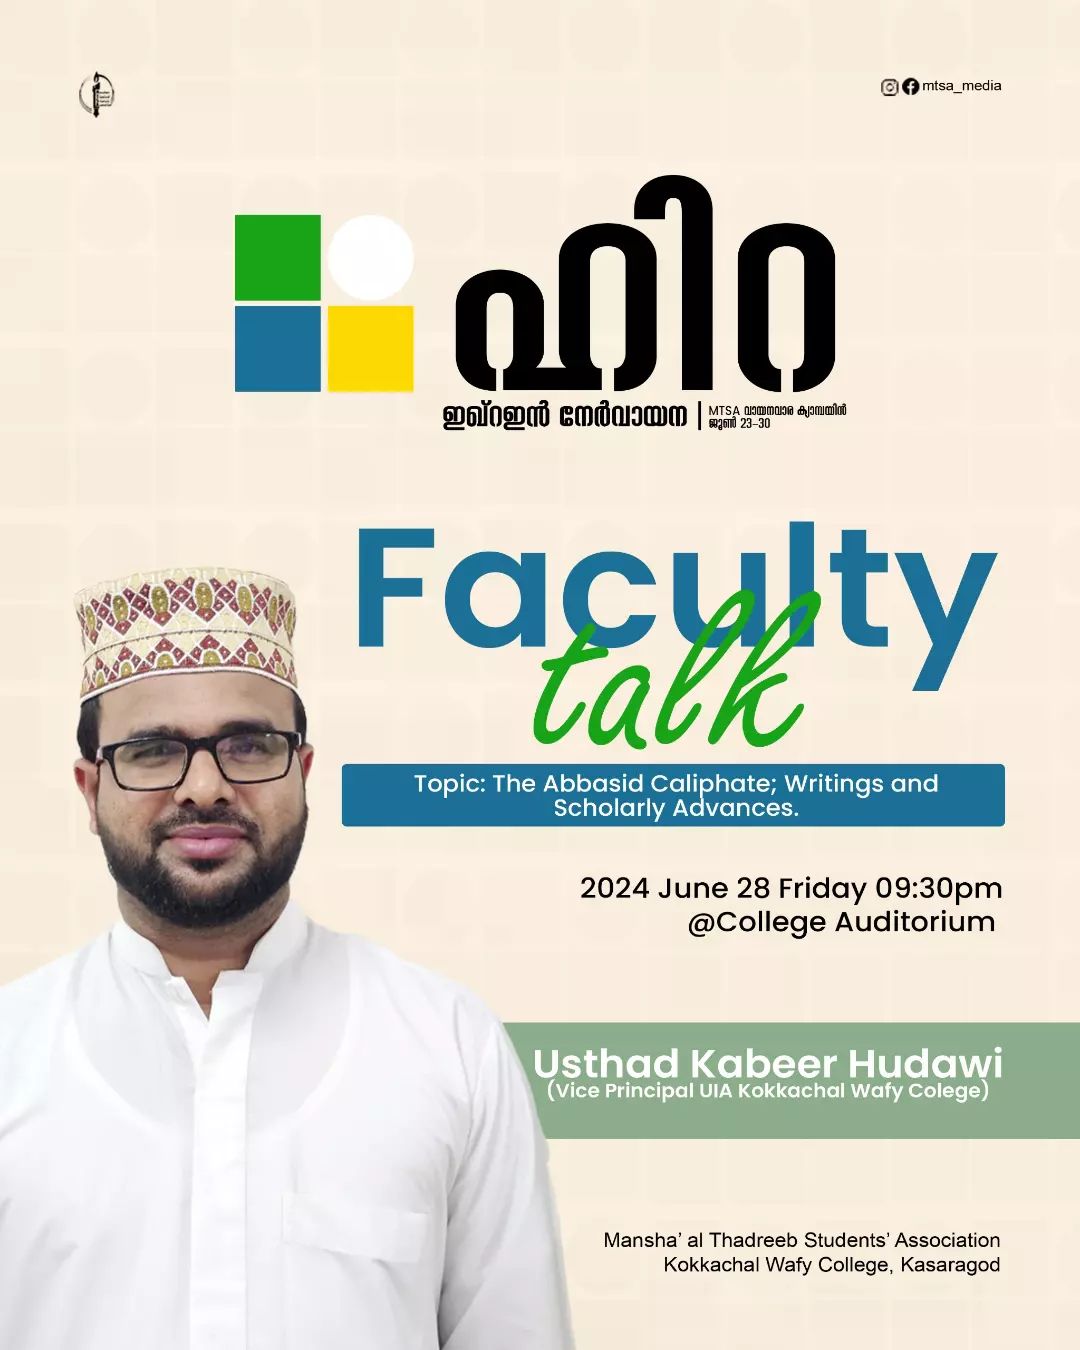 mtsa_media
ഹിറ
ഇഖ്റഇൻ നേർവായന
MTSA വായനവാര ക്യാമ്പയിൻ
ജൂൺ 23-30
Faculty
talk
Topic: The Abbasid Caliphate; Writings and
Scholarly Advances.
2024 June 28 Friday 09:30pm
@College Auditorium
Usthad Kabeer Hudawi
(Vice Principal UIA Kokkachal Wafy Colege)
Mansha’ al Thadreeb Students’ Association
Kokkachal Wafy College, Kasaragod